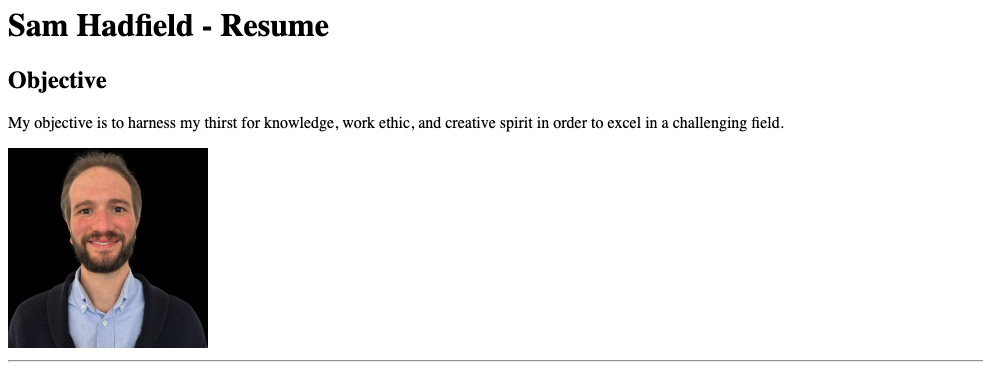 Sam Hadfield - Resume
Objective
My objective is to harness my thirst for knowledge, work ethic, and creative spirit in order to excel in a challenging field.